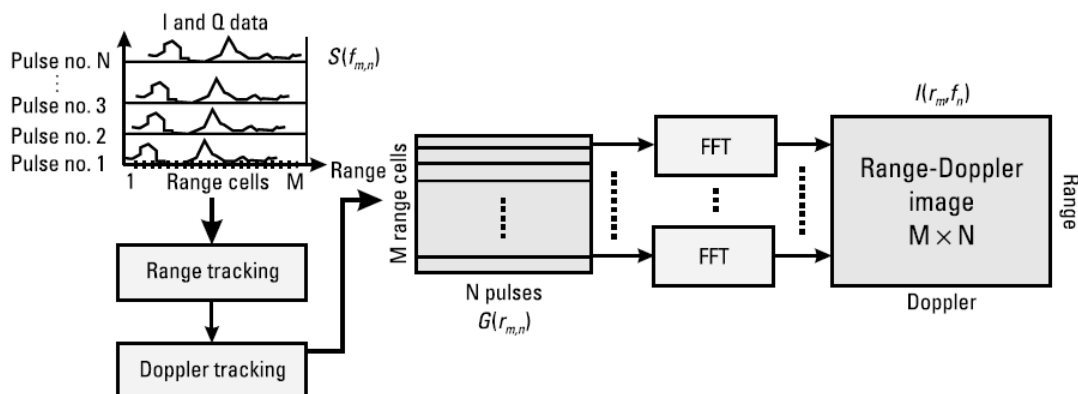 I and Q data
Pulse no. N
S(f_{m,n})
Pulse no. 3
Pulse no. 2
Pulse no. 1
Range
1 Range cells M
Range tracking
Doppler tracking
M range cells
N pulses
G(r_{m,n})
FFT
FFT
I(r_m,f_n)
Range-Doppler
image
M × N
Range
Doppler